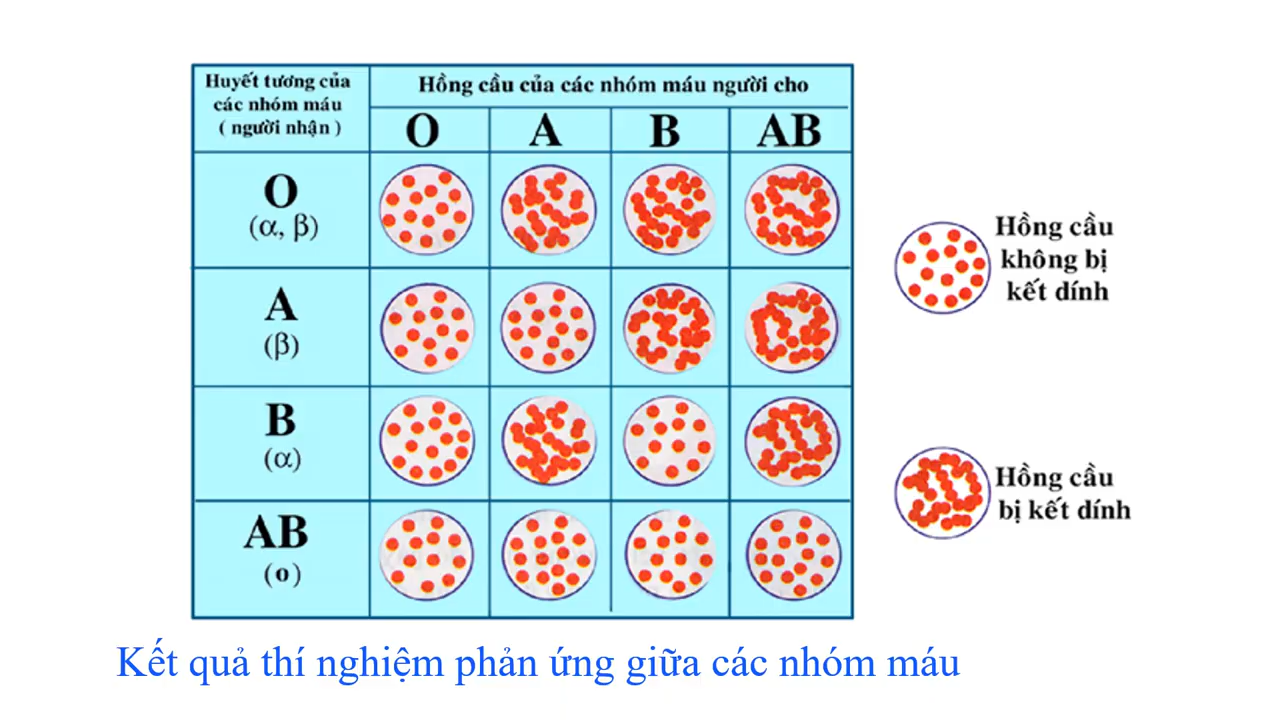 Huyết tương của
các nhóm máu
( người nhận )
Hồng cầu của các nhóm máu người cho
O A B AB
O
(α, β)
A
(β)
B
(α)
AB
(o)
Hồng cầu
không bị
kết dính
Hồng cầu
bị kết dính
Kết quả thí nghiệm phản ứng giữa các nhóm máu